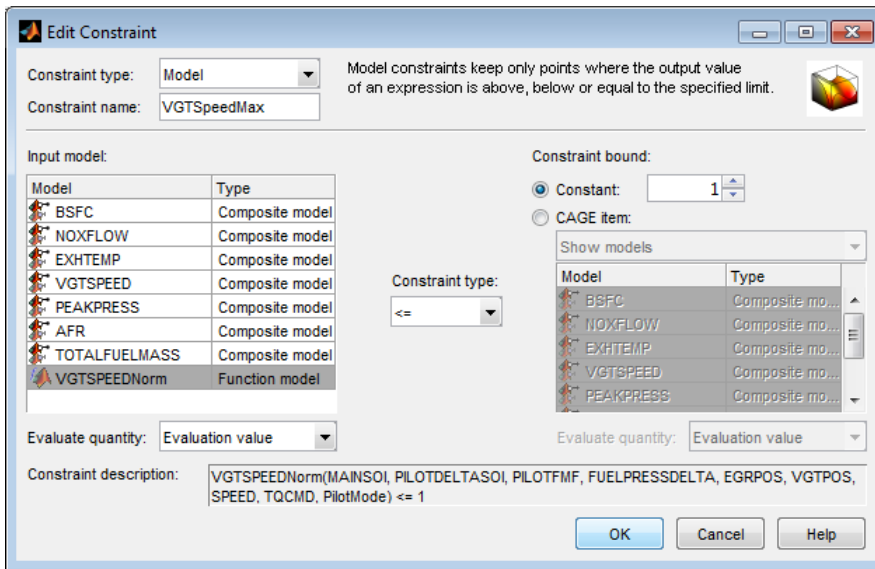 Edit Constraint
Constraint type: Model
Model constraints keep only points where the output value
of an expression is above, below or equal to the specified limit.
Constraint name: VGTSpeedMax
Input model:
Model Type
BSFC Composite model
NOXFLOW Composite model
EXHTEMP Composite model
VGTSPEED Composite model
PEAKPRESS Composite model
AFR Composite model
TOTALFUELMASS Composite model
VGTSPEEDNorm Function model
Evaluate quantity: Evaluation value
Constraint type:
<=
Constraint bound:
Constant: 1
CAGE item:
Show models
Model Type
BSFC Composite mo...
NOXFLOW Composite mo...
EXHTEMP Composite mo...
VGTSPEED Composite mo...
PEAKPRESS Composite mo...
Evaluate quantity: Evaluation value
Constraint description: VGTSPEEDNorm(MAINSOI, PILOTDELTASOI, PILOTFMF, FUELPRESSDELTA, EGRPOS, VGTPOS,
SPEED, TQCMD, PilotMode) <= 1
OK Cancel Help